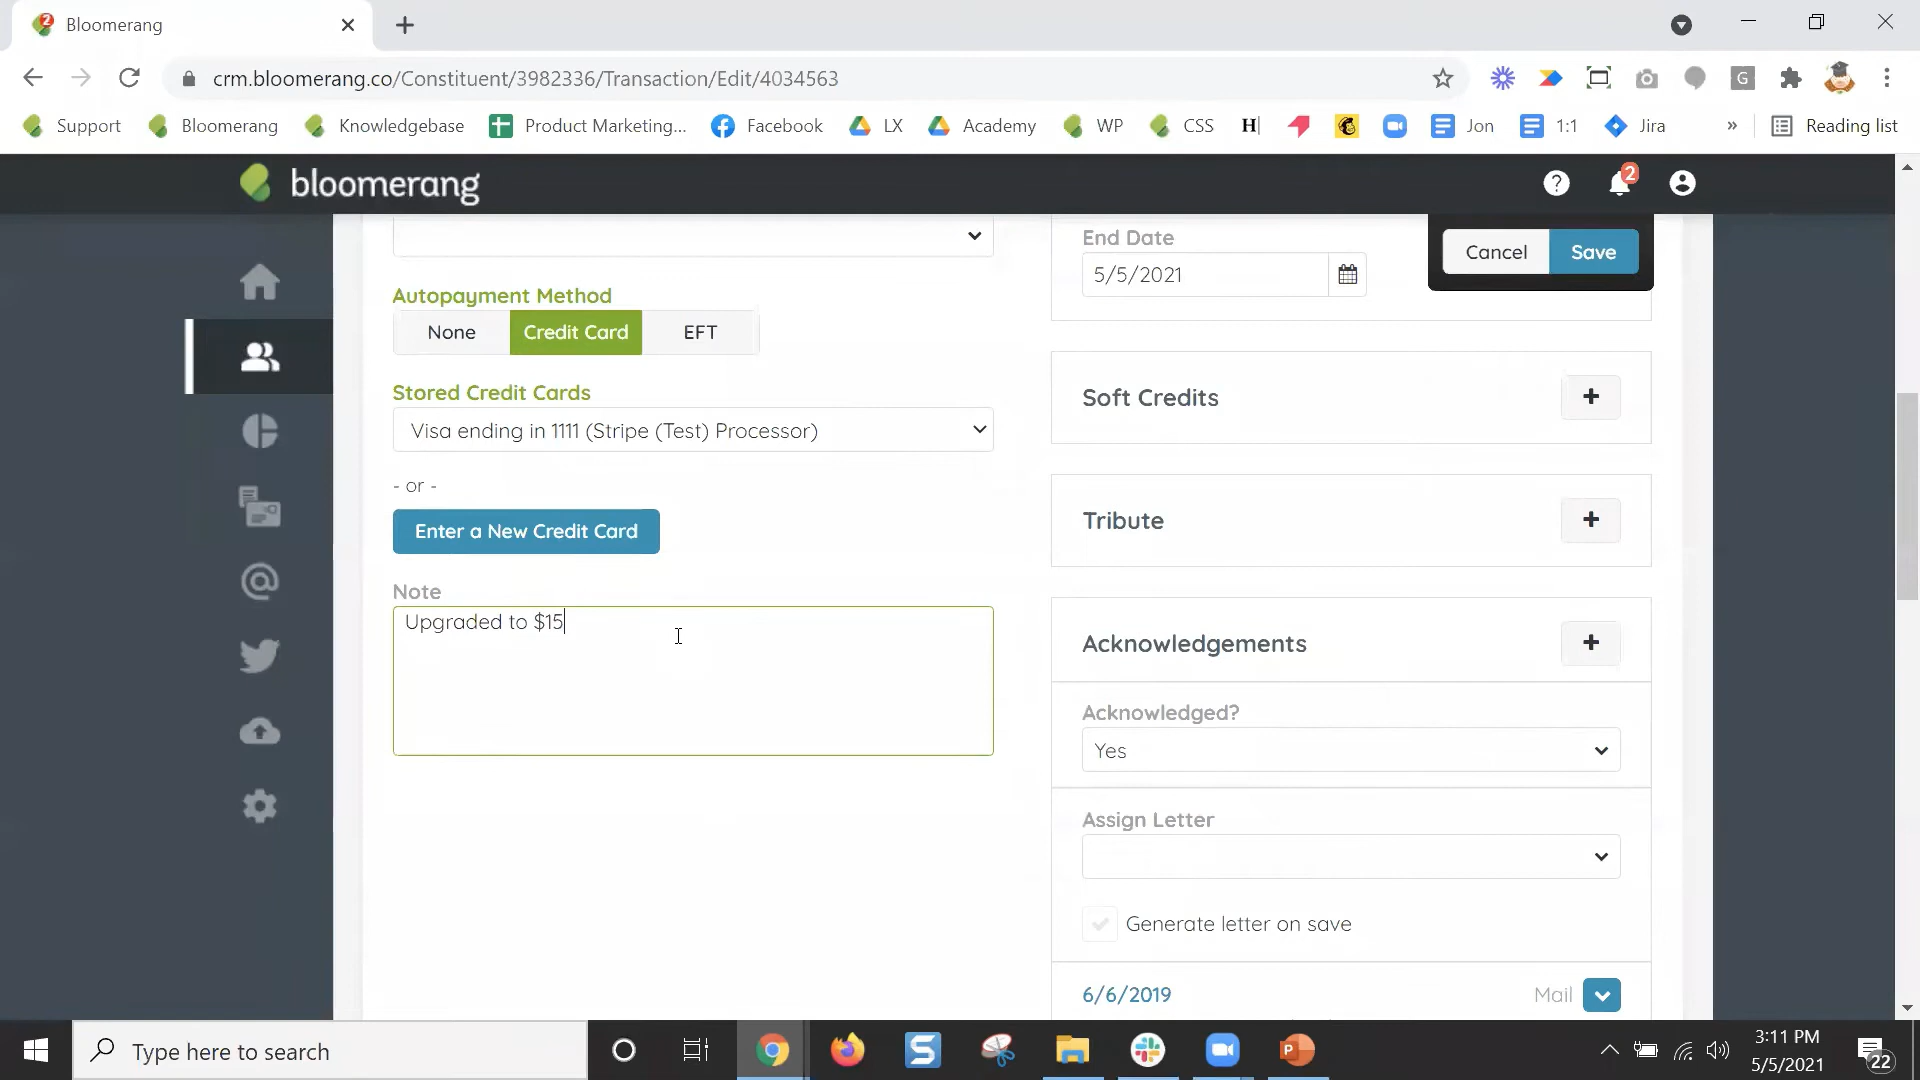 Bloomerang
crm.bloomerang.co/Constituent/3982336/Transaction/Edit/4034563
G
Support
Bloomerang
Knowledgebase
Product Marketing...
Facebook
LX
Academy
WP
CSS
H
Jon
1:1
Jira
»
Reading list
bloomerang
2
Autopayment Method
None
Credit Card
EFT
Stored Credit Cards
Visa ending in 1111 (Stripe (Test) Processor)
- or -
Enter a New Credit Card
Note
Upgraded to $15
End Date
5/5/2021
Cancel
Save
Soft Credits
Tribute
Acknowledgements
Acknowledged?
Yes
Assign Letter
Generate letter on save
6/6/2019
Mail
Type here to search
3:11 PM
5/5/2021
22